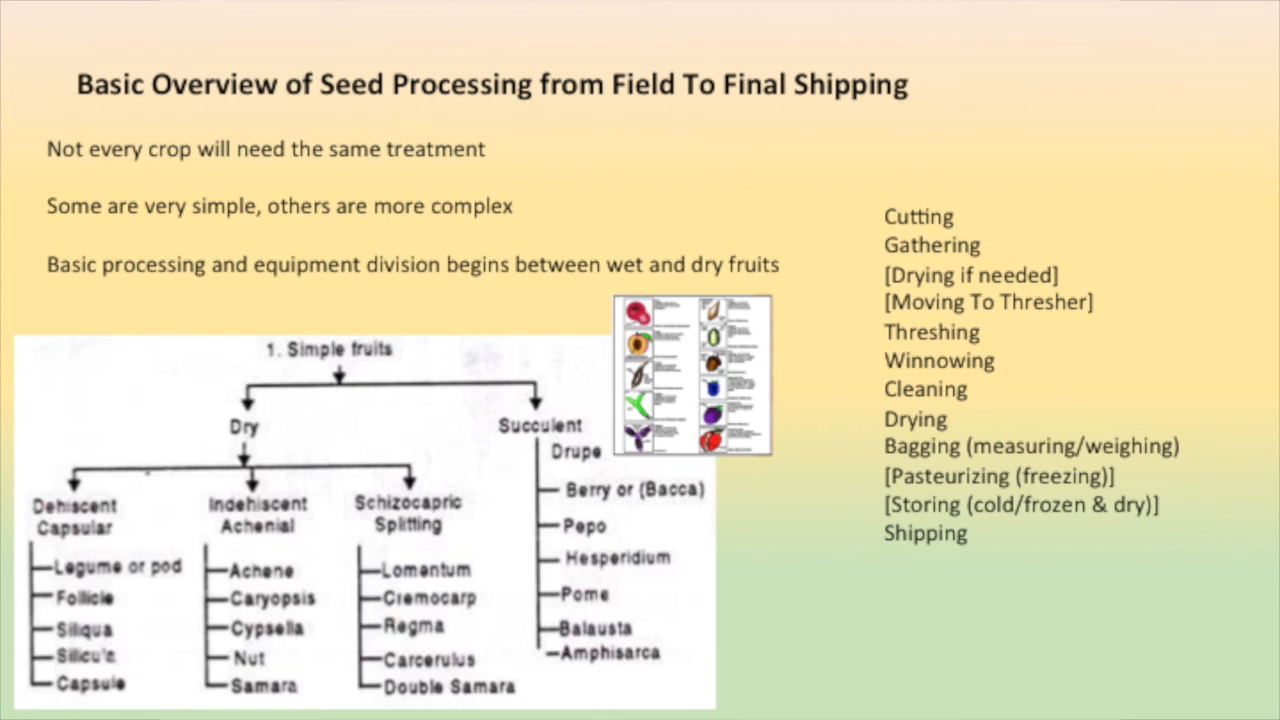 Basic Overview of Seed Processing from Field To Final Shipping
Not every crop will need the same treatment
Some are very simple, others are more complex
Basic processing and equipment division begins between wet and dry fruits
1. Simple fruits
Dry
Succulent
Dehiscent
Capsular
Legume or pod
Follicle
Siliqua
Silicula
Capsule
Indehiscent
Achenial
Achene
Caryopsis
Cypsella
Nut
Samara
Schizocapric
Splitting
Lomentum
Cremocarp
Regma
Carcerulus
Double Samara
Drupe
Berry or (Bacca)
Pepo
Hesperidium
Pome
Balausta
Amphisarca
Cutting
Gathering
[Drying if needed]
[Moving To Thresher]
Threshing
Winnowing
Cleaning
Drying
Bagging (measuring/weighing)
[Pasteurizing (freezing)]
[Storing (cold/frozen & dry)]
Shipping